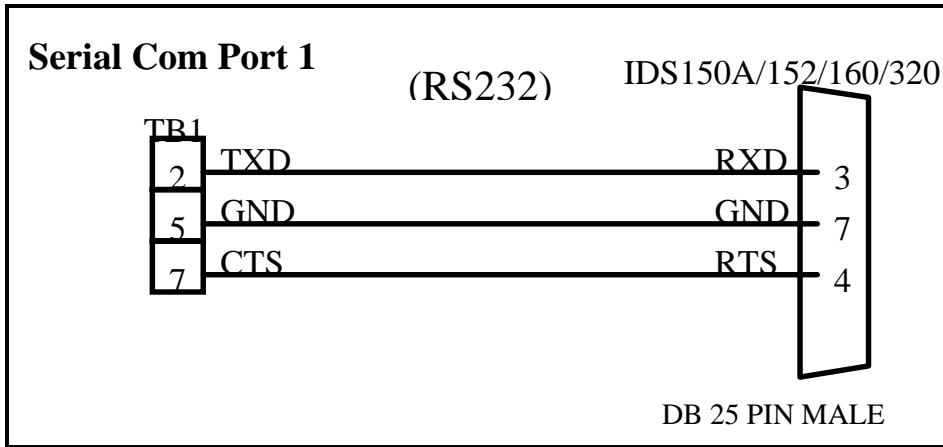 Serial Com Port 1
(RS232)
IDS150A/152/160/320
TB1
2 TXD RXD 3
5 GND GND 7
7 CTS RTS 4
DB 25 PIN MALE